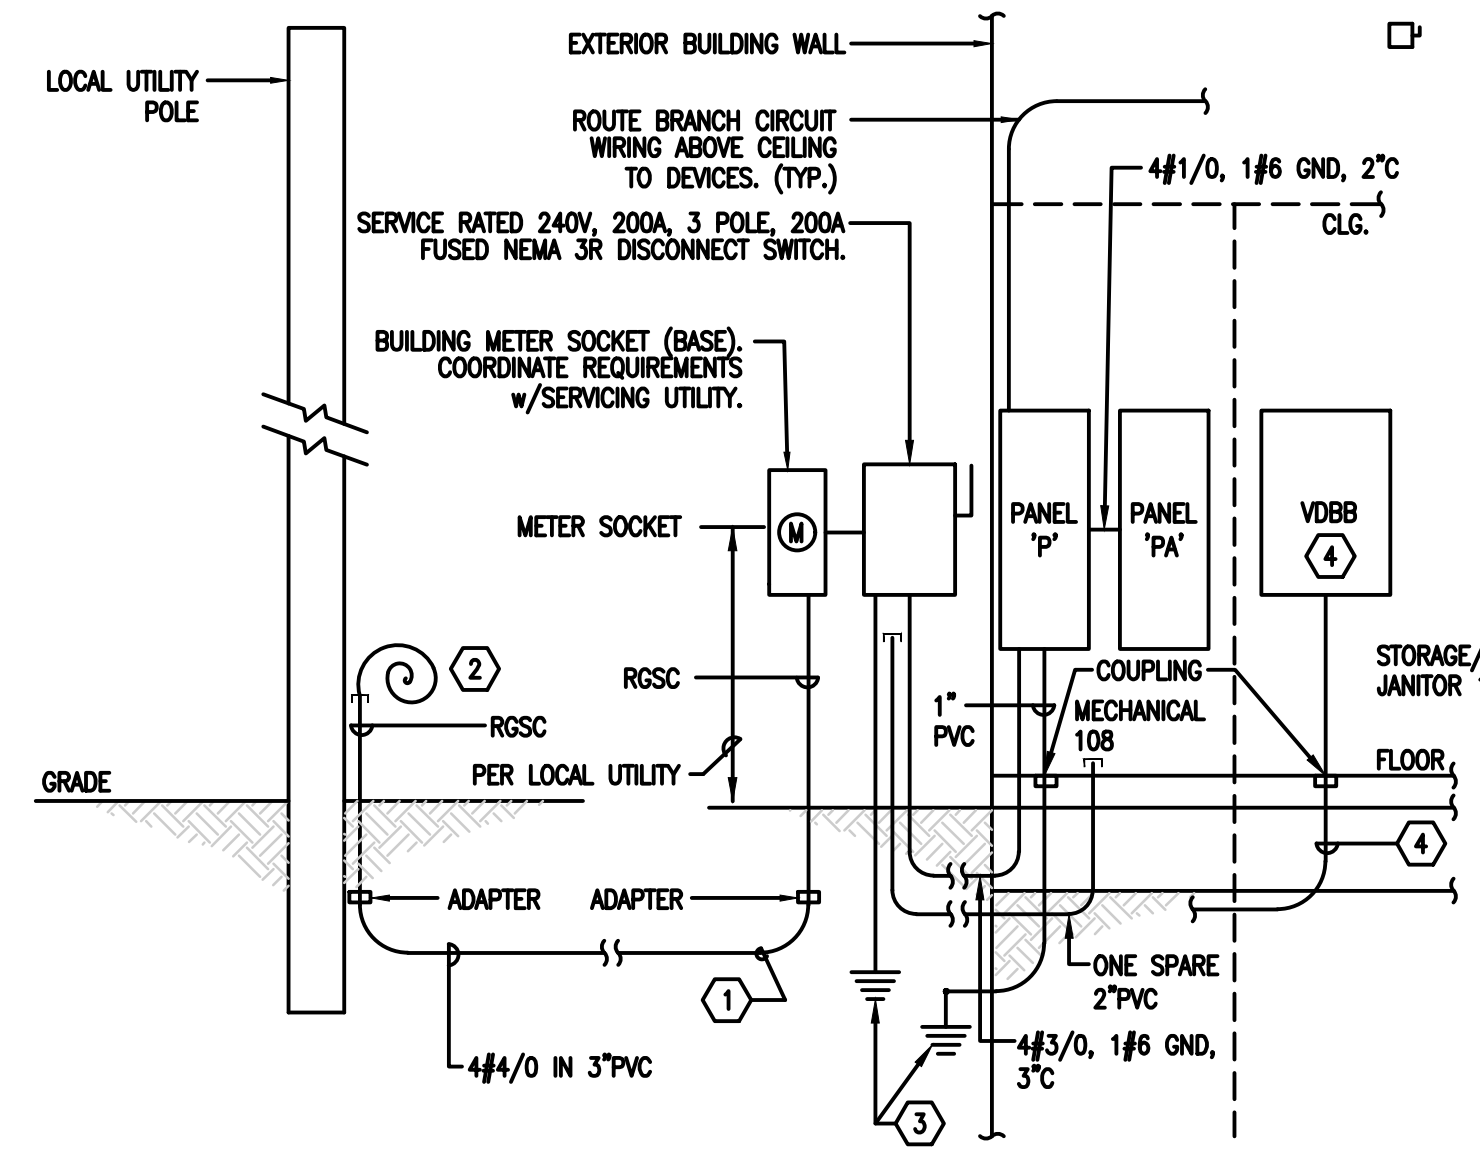 EXTERIOR BUILDING WALL
LOCAL UTILITY
POLE
ROUTE BRANCH CIRCUIT
WIRING ABOVE CEILING
TO DEVICES. (TYP.)
4#1/0, 1#6 GND, 2"C
CLG.
SERVICE RATED 240V, 200A, 3 POLE, 200A
FUSED NEMA 3R DISCONNECT SWITCH.
BUILDING METER SOCKET (BASE).
COORDINATE REQUIREMENTS
w/SERVICING UTILITY.
METER SOCKET
M
PANEL
'P'
PANEL
'PA'
VDBB
4
2
RGSC
RGSC
COUPLING
STORAGE/
JANITOR
1"
PVC
MECHANICAL
108
PER LOCAL UTILITY
FLOOR
GRADE
4
ADAPTER
ADAPTER
1
ONE SPARE
2"PVC
4#4/0 IN 3"PVC
4#3/0, 1#6 GND,
3"C
3